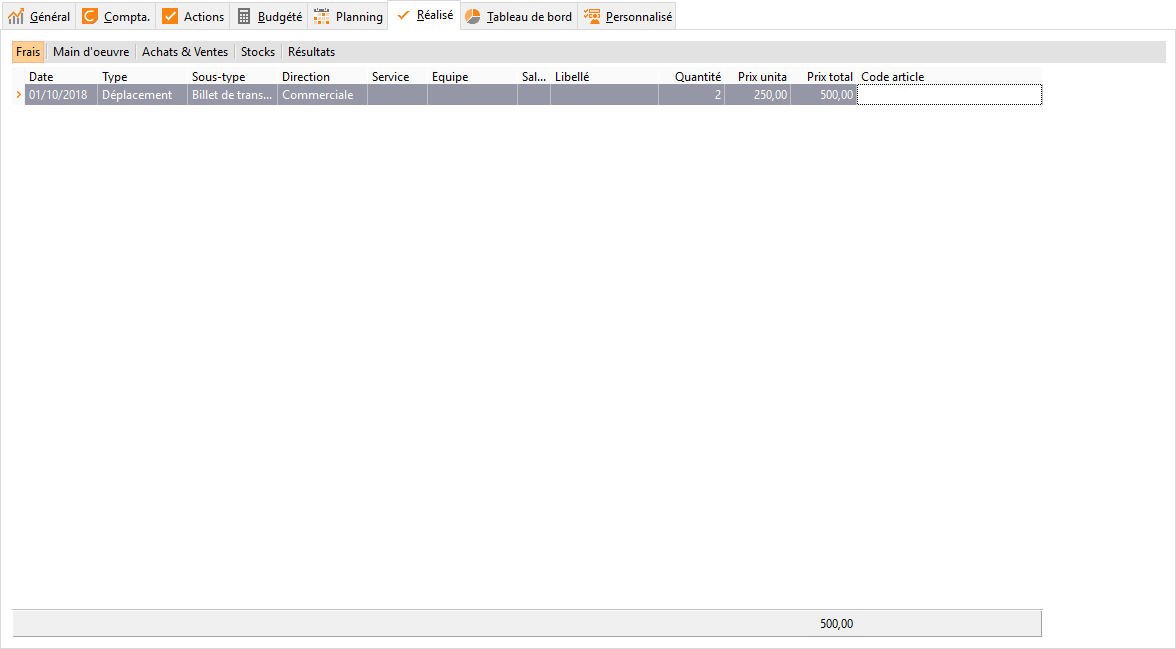 Général Compta. Actions Budgété Planning Réalisé Tableau de bord Personnalisé
Frais Main d'oeuvre Achats & Ventes Stocks Résultats
Date Type Sous-type Direction Service Equipe Sal... Libellé Quantité Prix unita Prix total Code article
01/10/2018 Déplacement Billet de trans... Commerciale 2 250,00 500,00
500,00